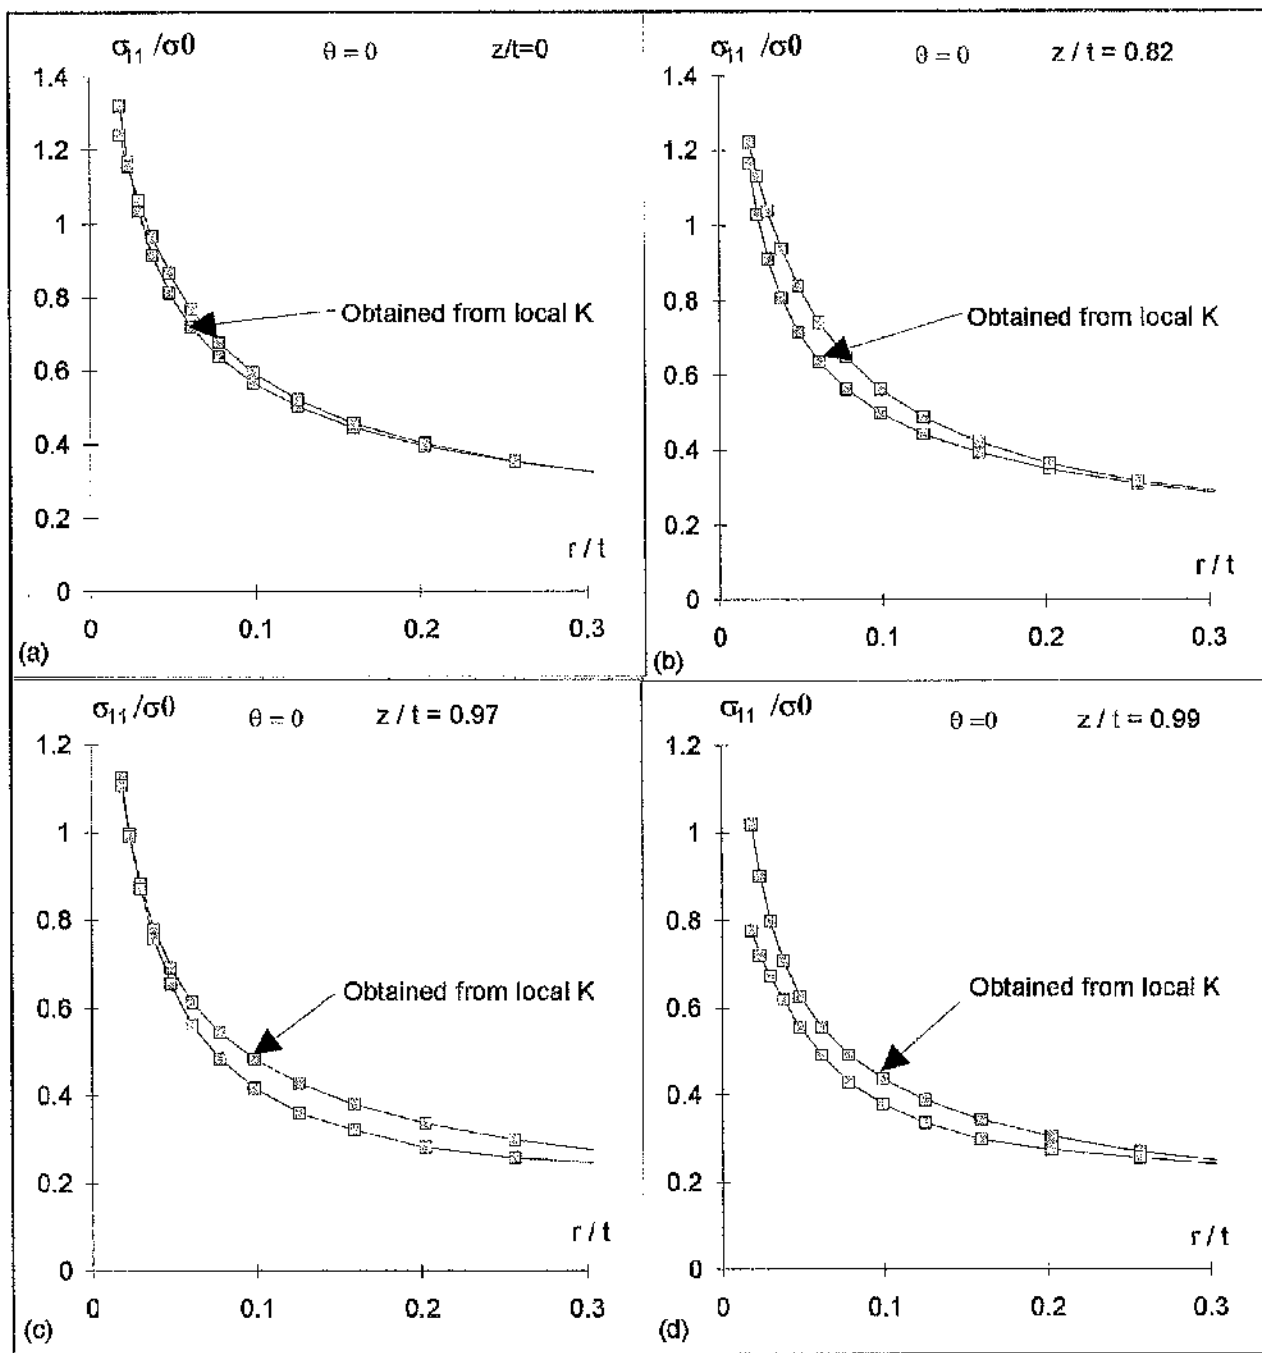 σ11 /σ0 θ = 0 z/t=0
1.4
1.2
1
0.8
Obtained from local K
0.6
0.4
0.2
r / t
0
0 0.1 0.2 0.3
(a)
σ11 /σ0 θ = 0 z / t = 0.82
1.4
1.2
1
0.8
Obtained from local K
0.6
0.4
0.2
r / t
0
0 0.1 0.2 0.3
(b)
σ11 /σ0 θ = 0 z / t = 0.97
1.2
1
0.8
Obtained from local K
0.6
0.4
0.2
r / t
0
0 0.1 0.2 0.3
(c)
σ11 /σ0 θ =0 z / t = 0.99
1.2
1
0.8
Obtained from local K
0.6
0.4
0.2
r / t
0
0 0.1 0.2 0.3
(d)